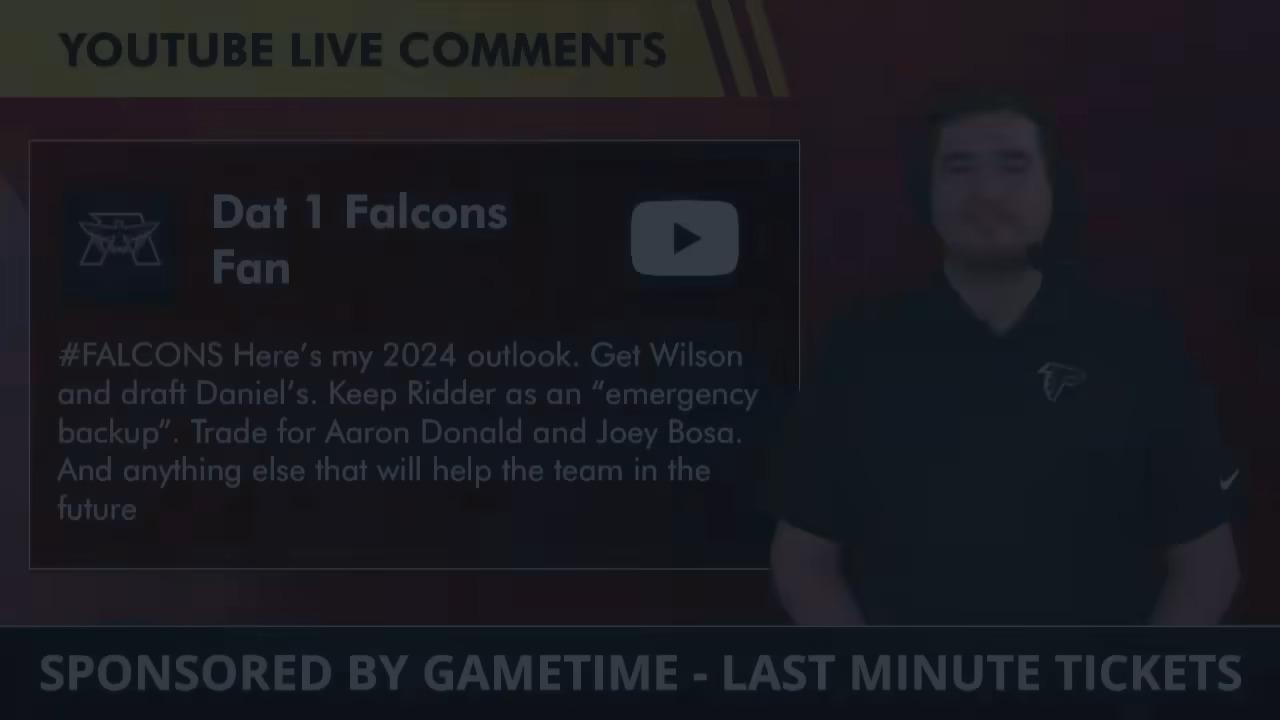 YOUTUBE LIVE COMMENTS
Dat 1 Falcons
Fan
#FALCONS Here’s my 2024 outlook. Get Wilson
and draft Daniel’s. Keep Ridder as an “emergency
backup”. Trade for Aaron Donald and Joey Bosa.
And anything else that will help the team in the
future
SPONSORED BY GAMETIME - LAST MINUTE TICKETS